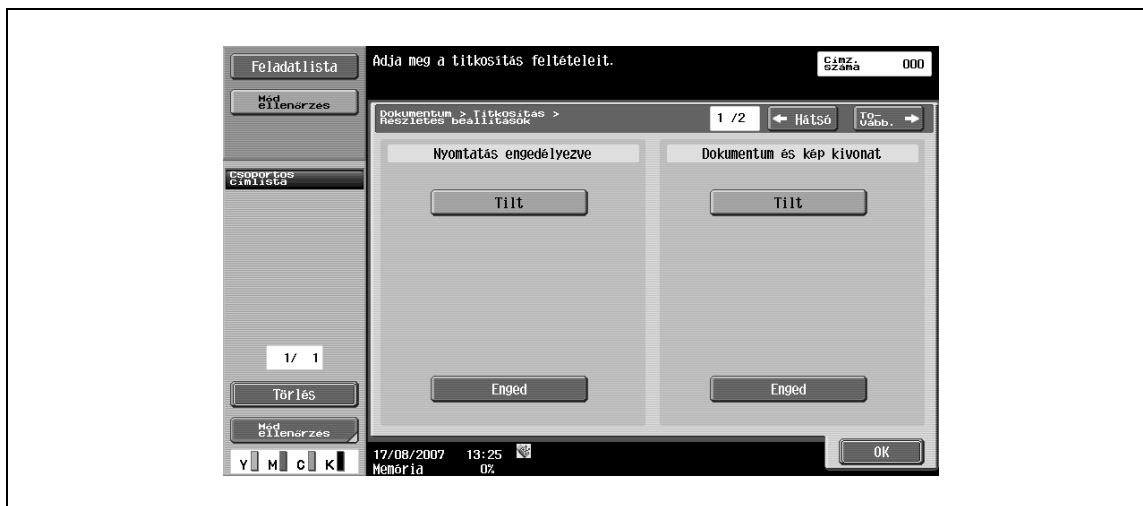 Feladatlista
Mód
ellenőrzés
Csoportos
címlista
1/ 1
Törlés
Mód
ellenőrzés
Y M C K
Adja meg a titkosítás feltételeit.
Címz.
száma 000
Dokumentum > Titkosítás >
Részletes beállítások
1 /2
Hátsó
To-
vább.
Nyomtatás engedélyezve
Tilt
Enged
Dokumentum és kép kivonat
Tilt
Enged
17/08/2007 13:25
Memória 0%
OK